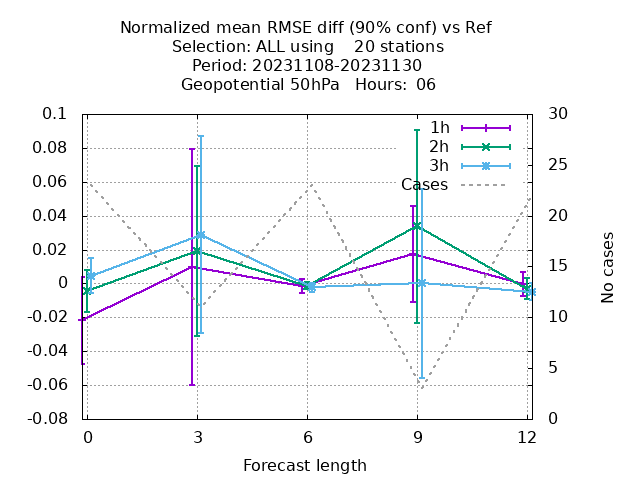 Normalized mean RMSE diff (90% conf) vs Ref
Selection: ALL using    20 stations
Period: 20231108-20231130
Geopotential 50hPa   Hours:  06
0.1
0.08
0.06
0.04
0.02
0
-0.02
-0.04
-0.06
-0.08
30
25
20
15
10
5
0
1h
2h
3h
Cases
No cases
0 3 6 9 12
Forecast length